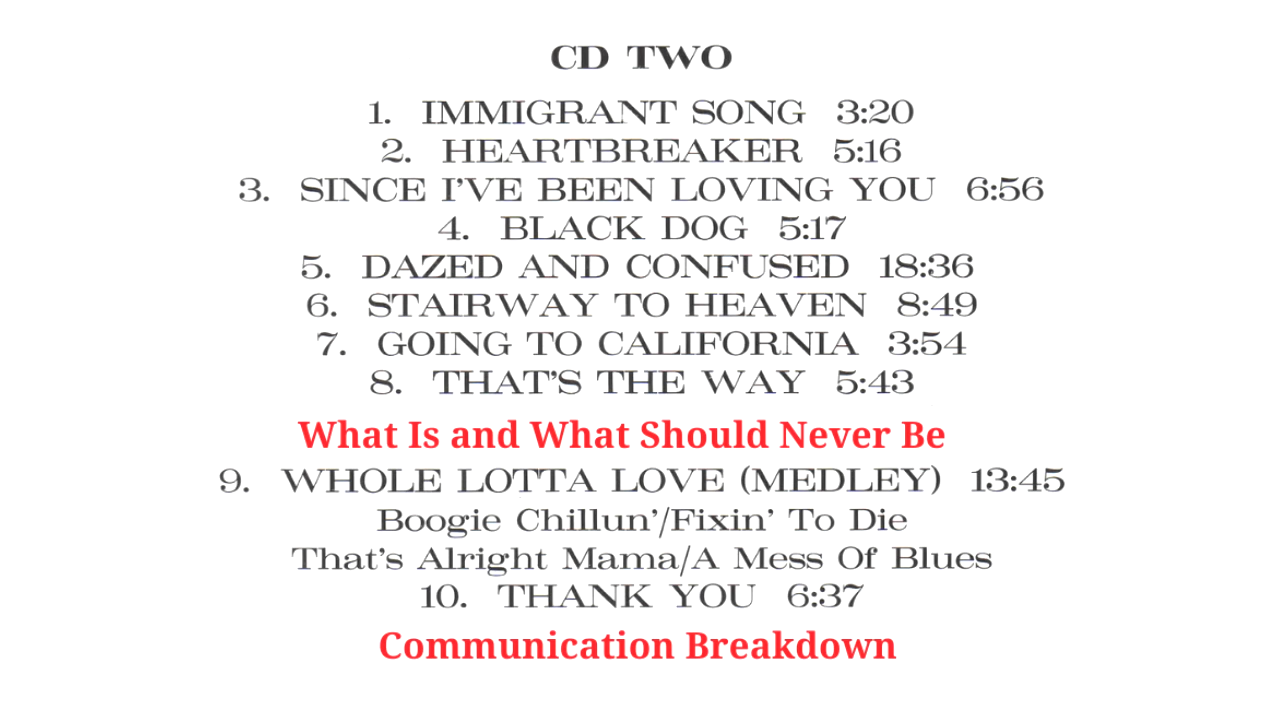 CD TWO
1. IMMIGRANT SONG 3:20
2. HEARTBREAKER 5:16
3. SINCE I'VE BEEN LOVING YOU 6:56
4. BLACK DOG 5:17
5. DAZED AND CONFUSED 18:36
6. STAIRWAY TO HEAVEN 8:49
7. GOING TO CALIFORNIA 3:54
8. THAT'S THE WAY 5:43
What Is and What Should Never Be
9. WHOLE LOTTA LOVE (MEDLEY) 13:45
Boogie Chillun'/Fixin' To Die
That's Alright Mama/A Mess Of Blues
10. THANK YOU 6:37
Communication Breakdown